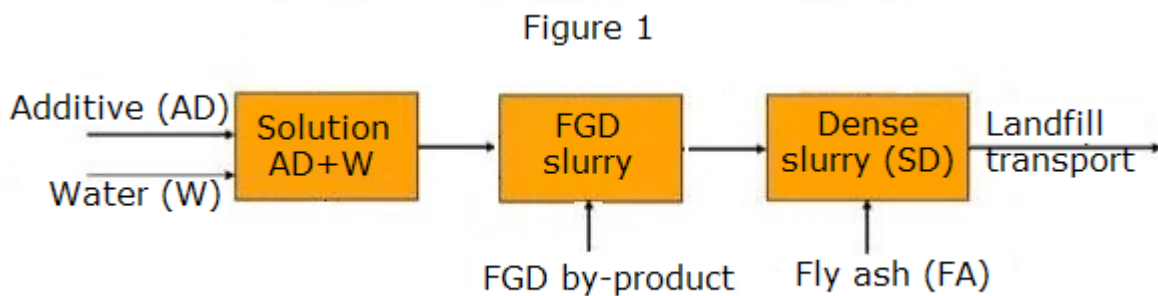 Figure 1
Additive (AD)
Water (W)
Solution
AD+W
FGD
slurry
FGD by-product
Dense
slurry (SD)
Fly ash (FA)
Landfill
transport